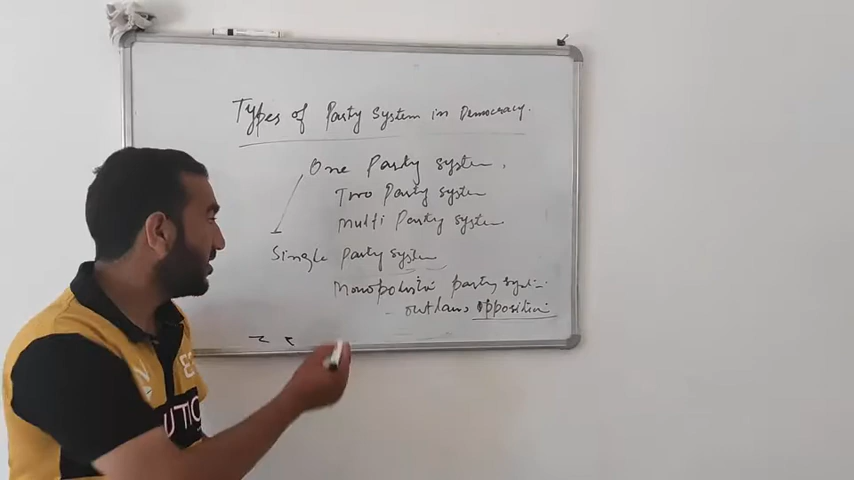 Types of Party System in Democracy.
One Party System,
Two Party System
Multi Party System
Single Party System
Monopolistic Party System
outlaws opposition